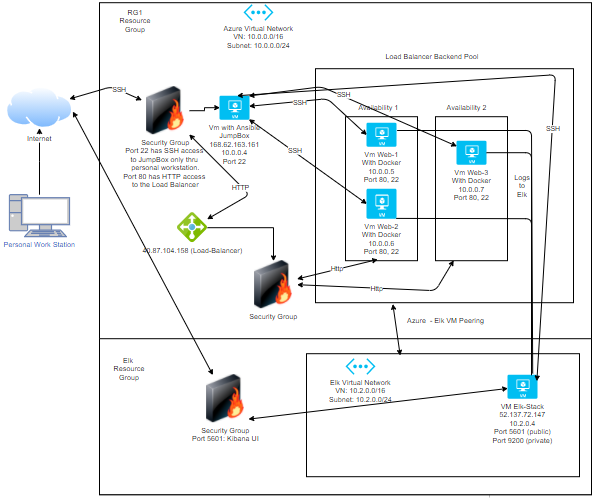 RG1
Resource
Group
Azure Virtual Network
VN: 10.0.0.0/16
Subnet: 10.0.0.0/24
Load Balancer Backend Pool
SSH
SSH
SSH
SSH
SSH
Availability 1
Availability 2
Internet
Security Group
Port 22 has SSH access
to JumpBox only thru
personal workstation.
Port 80 has HTTP access
to the Load Balancer
Vm with Ansible
JumpBox
168.62.163.161
10.0.0.4
Port 22
Vm Web-1
With Docker
10.0.0.5
Port 80, 22
Vm Web-3
With Docker
10.0.0.7
Port 80, 22
Logs
to
Elk
HTTP
Personal Work Station
40.87.104.158 (Load-Balancer)
Vm Web-2
With Docker
10.0.0.6
Port 80, 22
Http
Http
Security Group
Azure - Elk VM Peering
Elk
Resource
Group
Elk Virtual Network
VN: 10.2.0.0/16
Subnet: 10.2.0.0/24
Security Group
Port 5601: Kibana UI
VM Elk-Stack
52.137.72.147
10.2.0.4
Port 5601 (public)
Port 9200 (private)